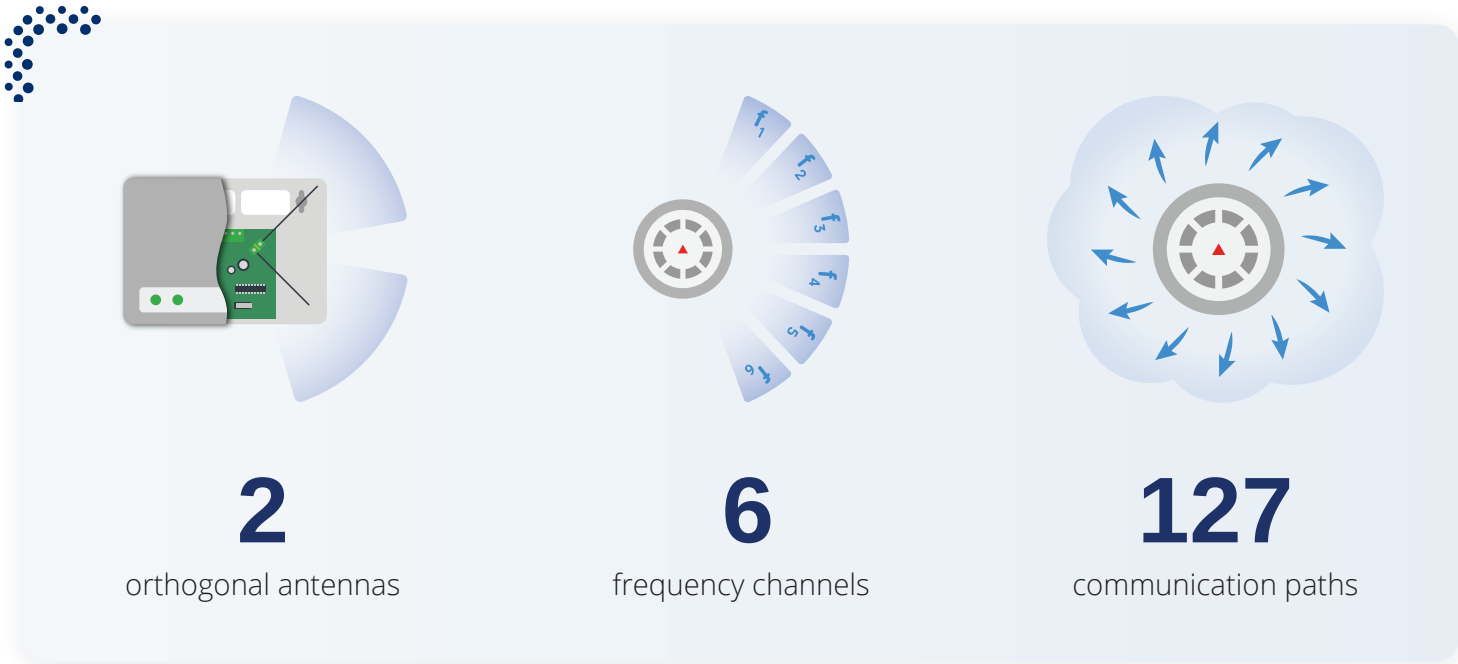 f1
f2
f3
f4
f5
f6
2
orthogonal antennas
6
frequency channels
127
communication paths